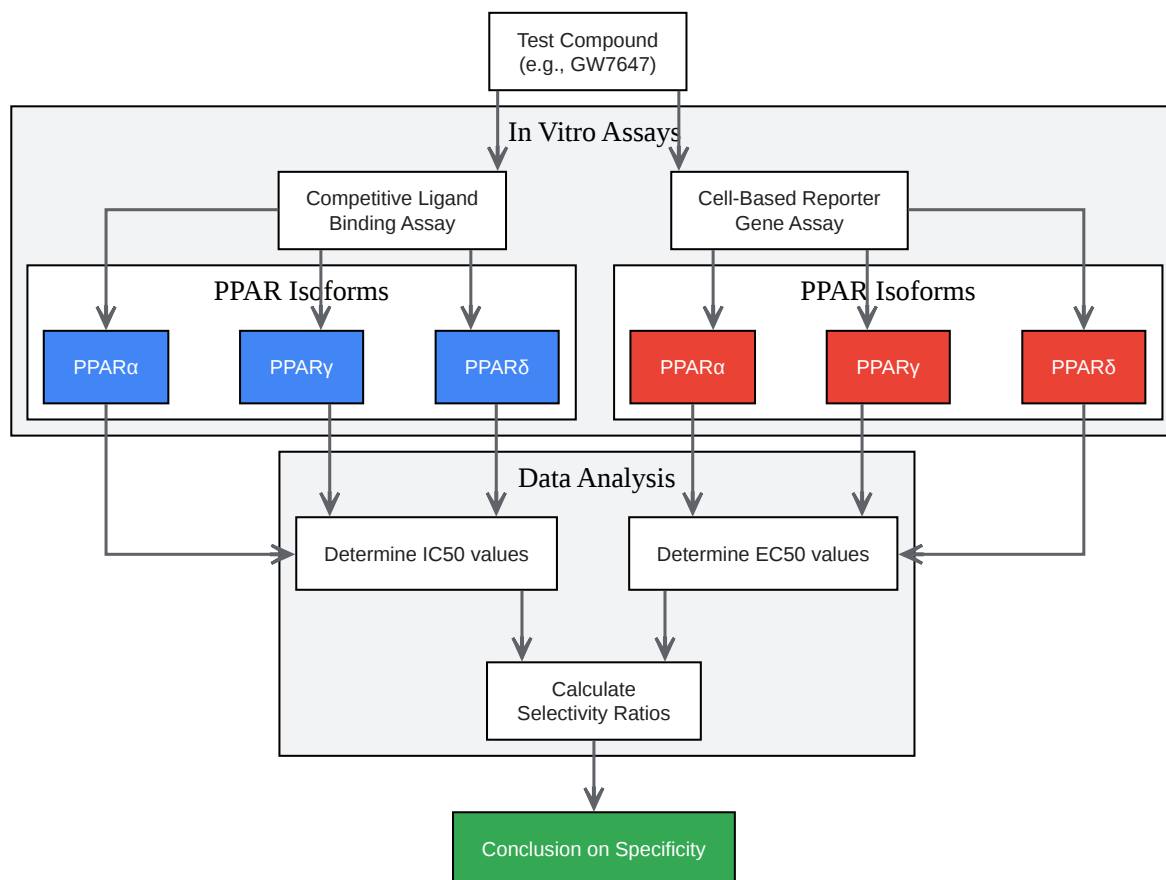 Test Compound
(e.g., GW7647)
In Vitro Assays
Competitive Ligand
Binding Assay
Cell-Based Reporter
Gene Assay
PPAR Isoforms
PPAR Isoforms
PPARα
PPARγ
PPARδ
PPARα
PPARγ
PPARδ
Data Analysis
Determine IC50 values
Determine EC50 values
Calculate
Selectivity Ratios
Conclusion on Specificity